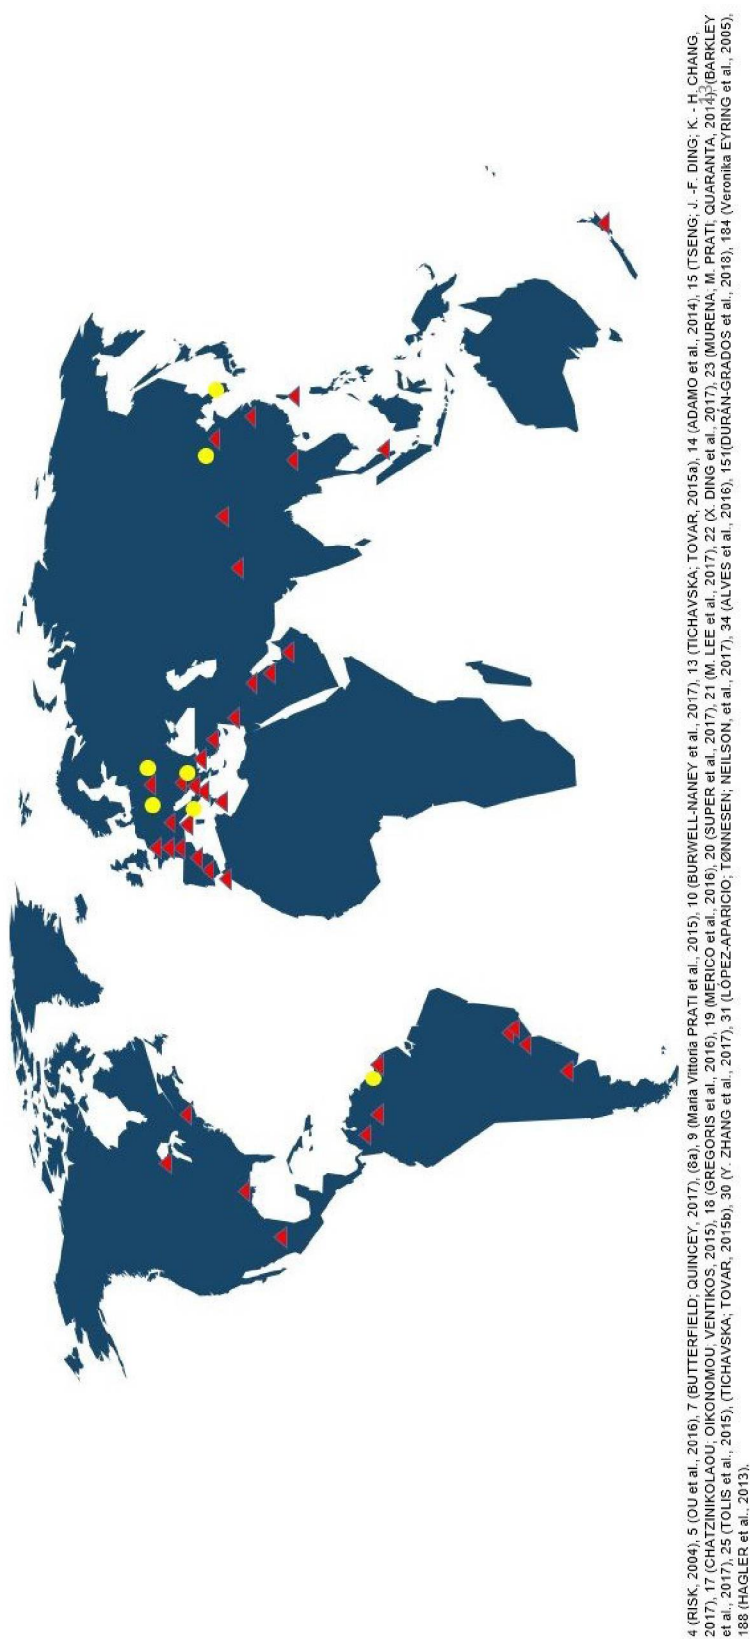 4 (RISK, 2004), 5 (OU et al., 2016), 7 (BUTTERFIELD; QUINCEY, 2017), (8a), 9 (Maria Vittoria PRATI et al., 2015), 10 (BURWELL-NANEY et al., 2017), 13 (TICHAVSKA; TOVAR, 2015a), 14 (ADAMO et al., 2014), 15 (TSENG; J. -F. DING; K. - H. CHANG,
2017), 17 (CHATZINIKOLAOU; OIKONOMOU; VENTIKOS, 2015), 18 (GREGORIS et al., 2016), 19 (MERICO et al., 2016), 20 (SUPER et al., 2017), 21 (M. LEE et al., 2017), 22 (X. DING et al., 2017), 23 (MURENA; M. PRATI; QUARANTA, 2014), (BARKLEY
et al., 2017), 25 (TOLIS et al., 2015), (TICHAVSKA; TOVAR, 2015b), 30 (Y. ZHANG et al., 2017), 31 (LÓPEZ-APARICIO; TØNNESEN; NEILSON, et al., 2017), 34 (ALVES et al., 2016), 151(DURÁN-GRADOS et al., 2018), 184 (Veronika EYRING et al., 2005),
188 (HAGLER et al., 2013).
13